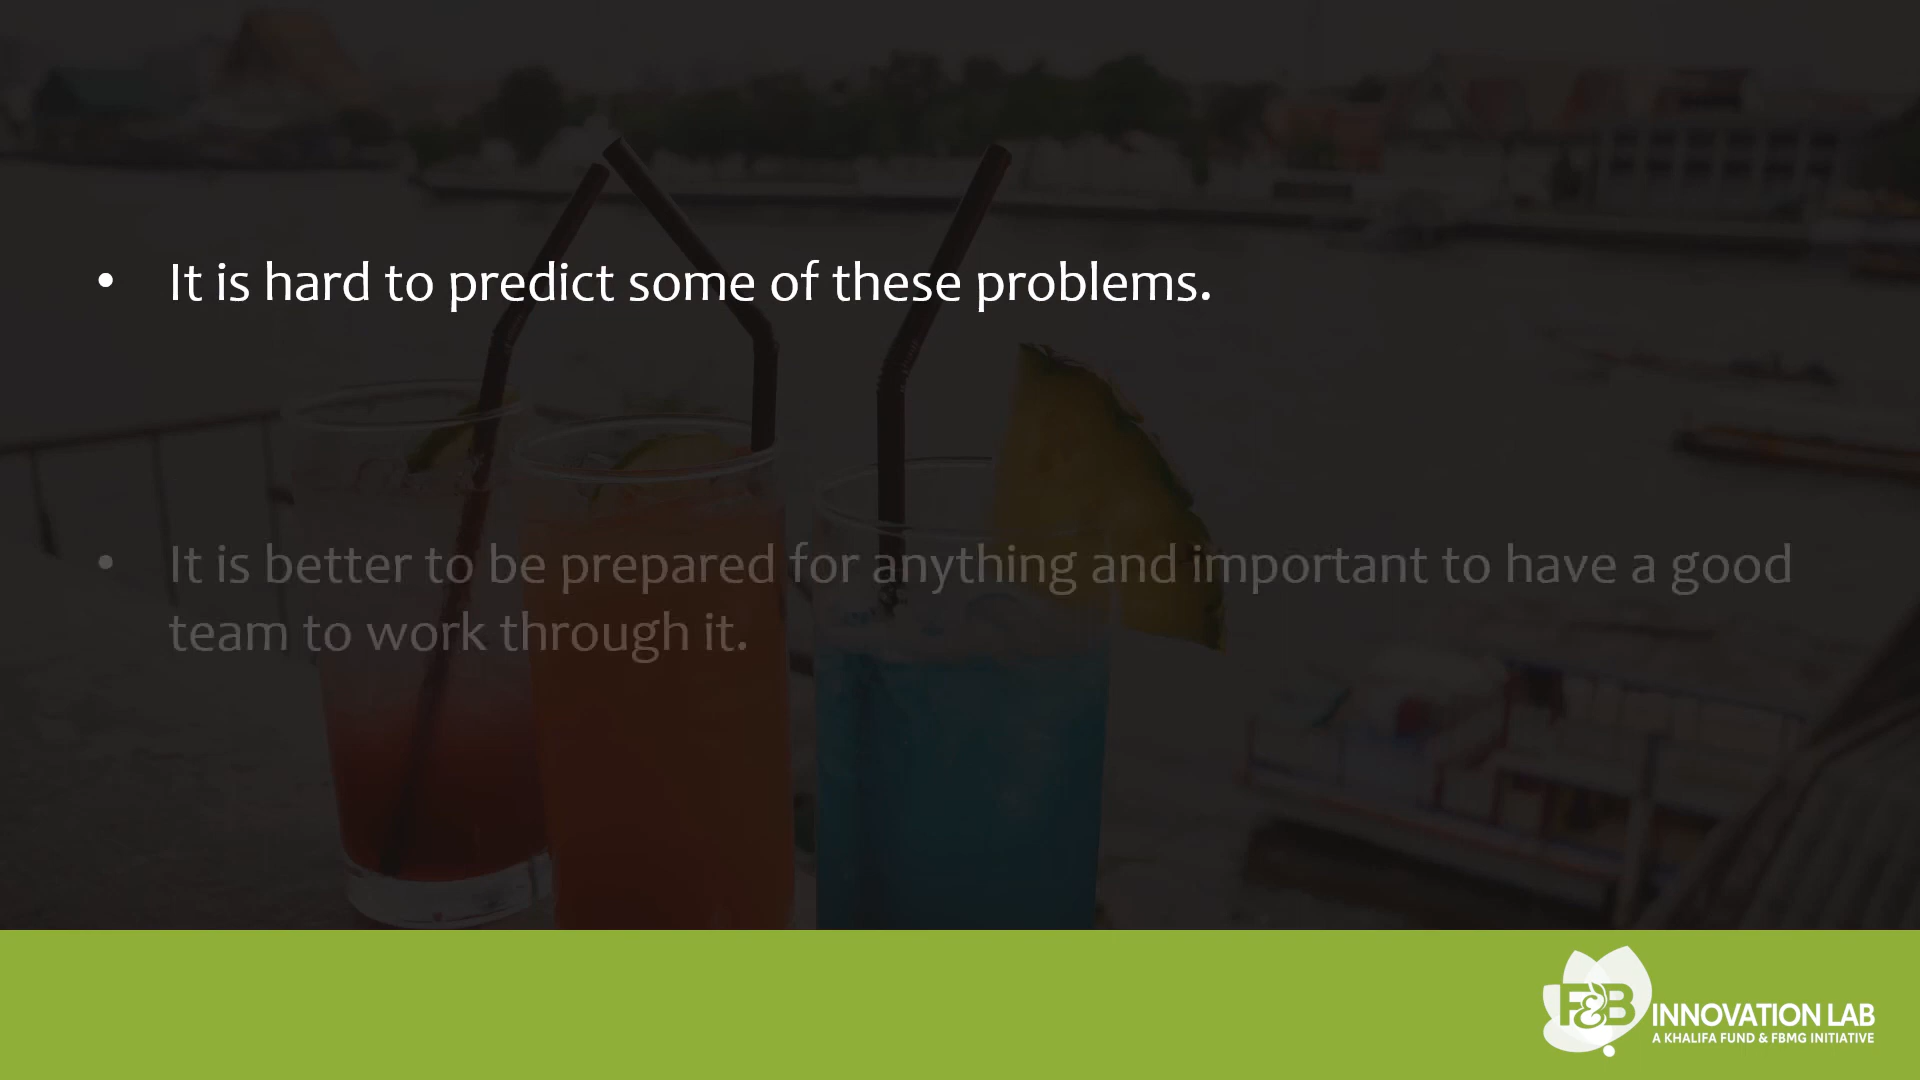 • It is hard to predict some of these problems.
• It is better to be prepared for anything and important to have a good
team to work through it.
F&B INNOVATION LAB
A KHALIFA FUND & FBMG INITIATIVE